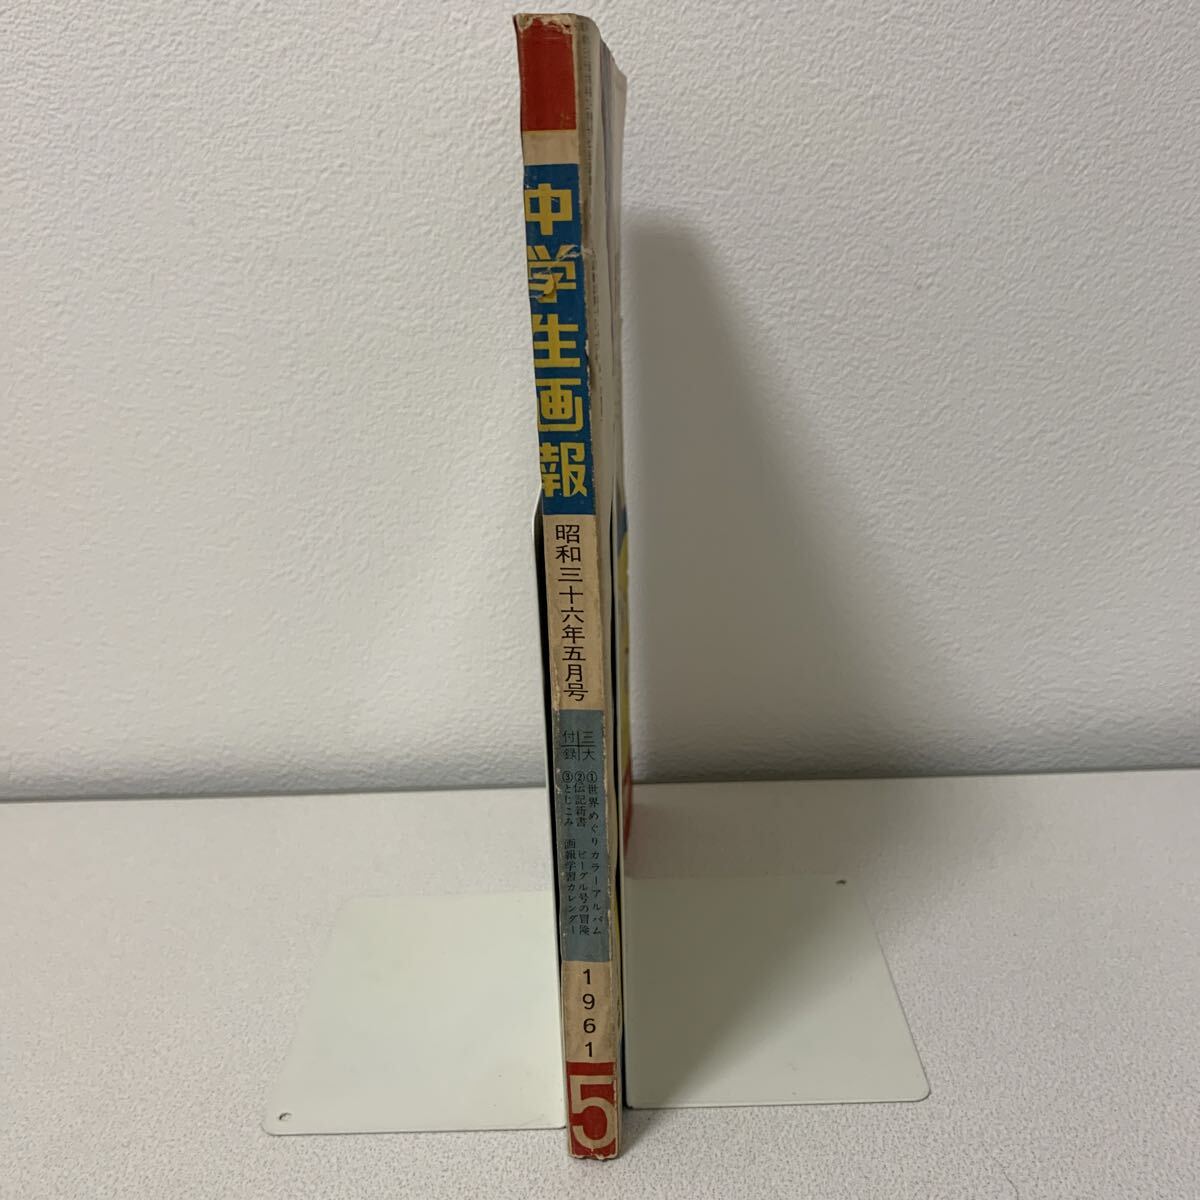 中学生画報
昭和三十六年五月号
三大
付録
①世界めぐりカラーアルバム
②伝記新書 ビーグル号の冒険
③とじこみ 画報学習カレンダー
1961
5